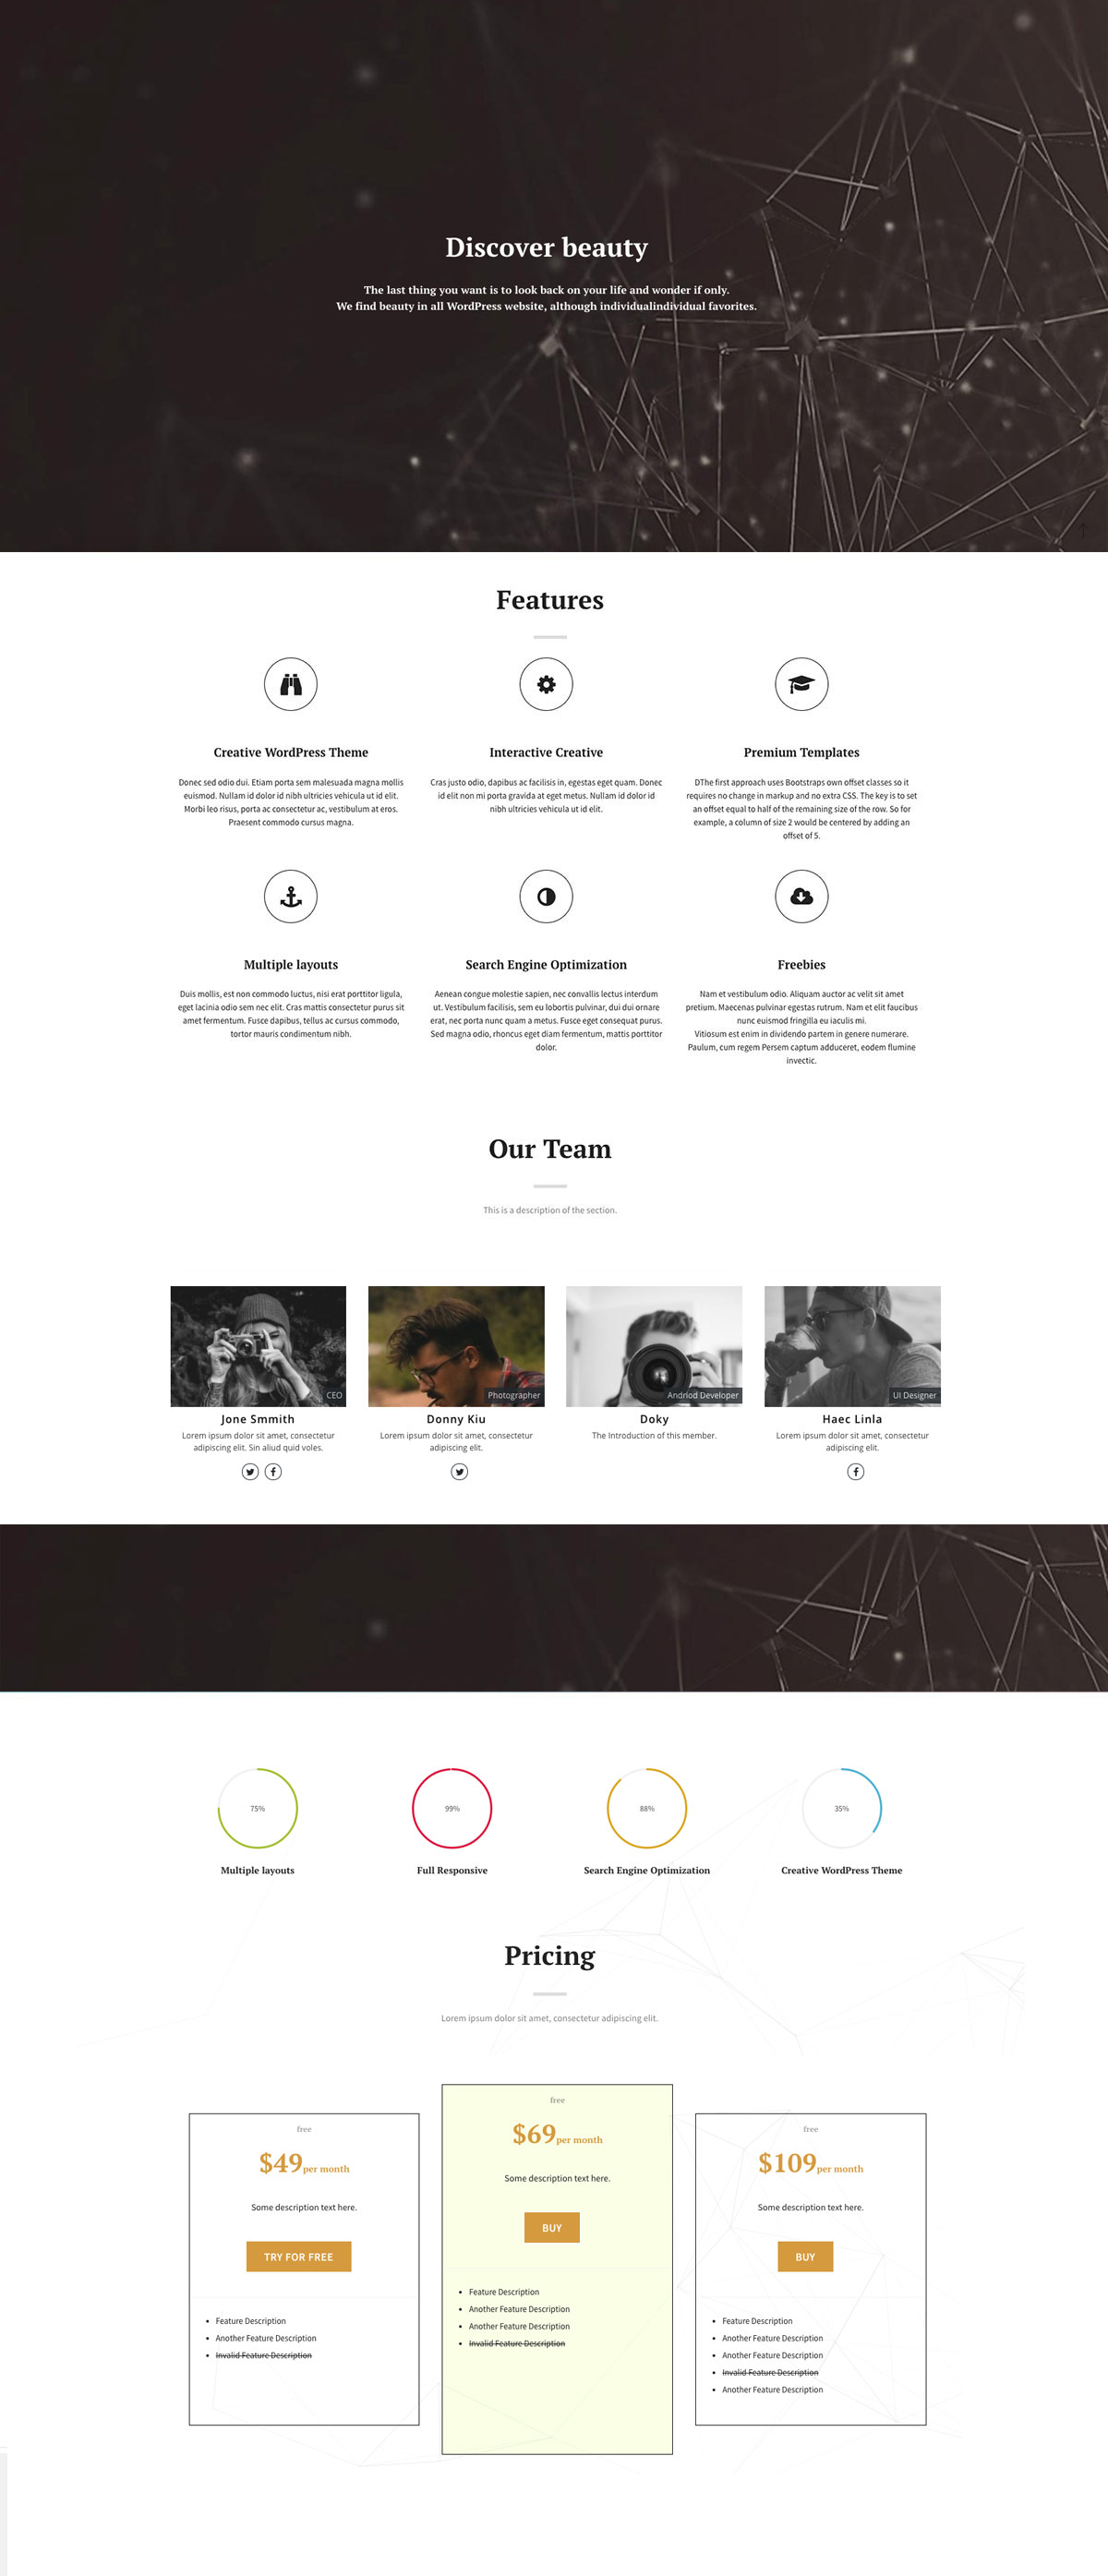 Discover beauty
The last thing you want is to look back on your life and wonder if only.
We find beauty in all WordPress website, although individualindividual favorites.
Features
Creative WordPress Theme
Donec sed odio dui. Etiam porta sem malesuada magna mollis
euismod. Nullam id dolor id nibh ultricies vehicula ut id elit.
Morbi leo risus, porta ac consectetur ac, vestibulum at eros.
Praesent commodo cursus magna.
Interactive Creative
Cras justo odio, dapibus ac facilisis in, egestas eget quam. Donec
id elit non mi porta gravida at eget metus. Nullam id dolor id
nibh ultricies vehicula ut id elit.
Premium Templates
DThe first approach uses Bootstraps own offset classes so it
requires no change in markup and no extra CSS. The key is to set
an offset equal to half of the remaining size of the row. So for
example, a column of size 2 would be centered by adding an
offset of 5.
Multiple layouts
Duis mollis, est non commodo luctus, nisi erat porttitor ligula,
eget lacinia odio sem nec elit. Cras mattis consectetur purus sit
amet fermentum. Fusce dapibus, tellus ac cursus commodo,
tortor mauris condimentum nibh.
Search Engine Optimization
Aenean congue molestie sapien, nec convallis lectus interdum
ut. Vestibulum facilisis, sem eu lobortis pulvinar, dui dui ornare
erat, nec porta nunc quam a metus. Fusce eget consequat purus.
Sed magna odio, rhoncus eget diam fermentum, mattis porttitor
dolor.
Freebies
Nam et vestibulum odio. Aliquam auctor ac velit sit amet
pretium. Maecenas pulvinar egestas rutrum. Nam et elit faucibus
nunc euismod fringilla eu iaculis mi.
Vitiosum est enim in dividendo partem in genere numerare.
Paulum, cum regem Persem captum adduceret, eodem flumine
invectic.
Our Team
This is a description of the section.
CEO
Jone Smmith
Lorem ipsum dolor sit amet, consectetur
adipiscing elit. Sin aliud quid voles.
Photographer
Donny Kiu
Lorem ipsum dolor sit amet, consectetur
adipiscing elit.
Andriod Developer
Doky
The Introduction of this member.
UI Designer
Haec Linla
Lorem ipsum dolor sit amet, consectetur
adipiscing elit.
75%
Multiple layouts
99%
Full Responsive
88%
Search Engine Optimization
35%
Creative WordPress Theme
Pricing
Lorem ipsum dolor sit amet, consectetur adipiscing elit.
free
$49per month
Some description text here.
TRY FOR FREE
Feature Description
Another Feature Description
Invalid Feature Description
free
$69per month
Some description text here.
BUY
Feature Description
Another Feature Description
Another Feature Description
Invalid Feature Description
free
$109per month
Some description text here.
BUY
Feature Description
Another Feature Description
Another Feature Description
Invalid Feature Description
Another Feature Description